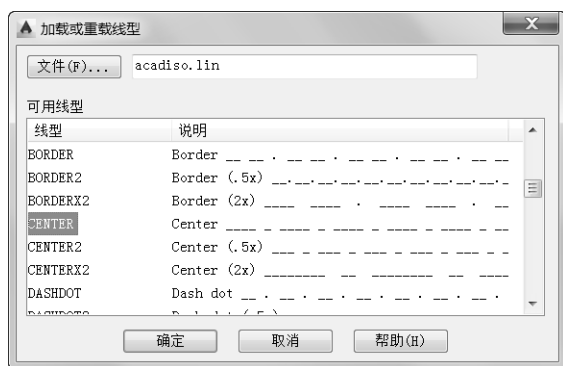 加载或重载线型
文件(F)... acadiso.lin
可用线型
线型 说明
BORDER Border __ __ . __ __ . __ __ . __ __ . __ __
BORDER2 Border (.5x) __.__.__.__.__.__.__.__.__._
BORDERX2 Border (2x) ____ ____ . ____ ____ . __
CENTER Center ____ _ ____ _ ____ _ ____ _ ____ _ __
CENTER2 Center (.5x) ___ _ ___ _ ___ _ ___ _ ___ _ _
CENTERX2 Center (2x) ________ __ ________ __ ____
DASHDOT Dash dot __ . __ . __ . __ . __ . __ . __ .
确定 取消 帮助(H)